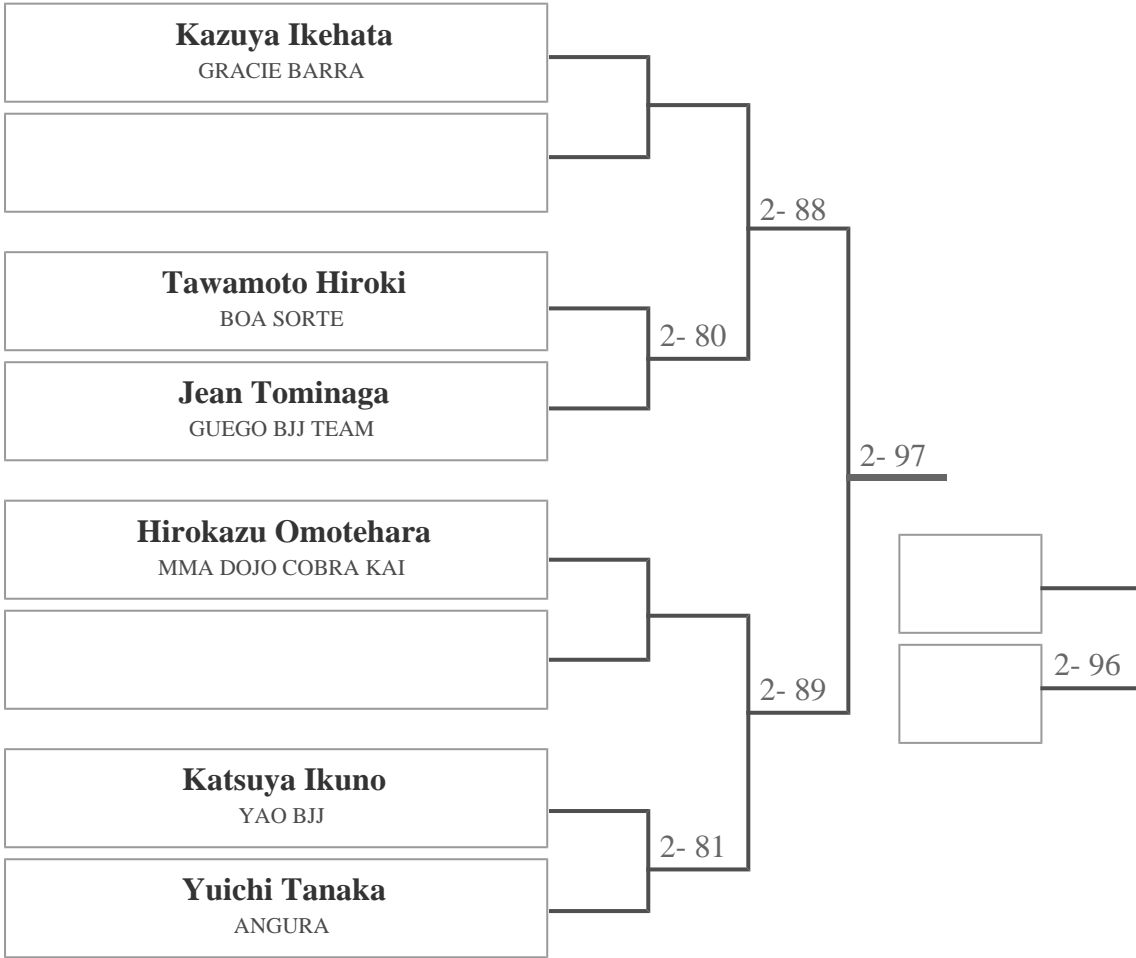 Kazuya Ikehata
GRACIE BARRA
2- 88
Tawamoto Hiroki
BOA SORTE
2- 80
Jean Tominaga
GUEGO BJJ TEAM
2- 97
Hirokazu Omotehara
MMA DOJO COBRA KAI
2- 96
2- 89
Katsuya Ikuno
YAO BJJ
2- 81
Yuichi Tanaka
ANGURA